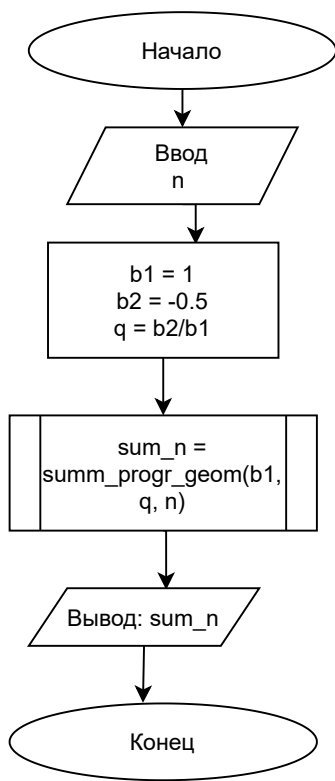 Начало
Ввод
n
b1 = 1
b2 = -0.5
q = b2/b1
sum_n =
summ_progr_geom(b1,
q, n)
Вывод: sum_n
Конец